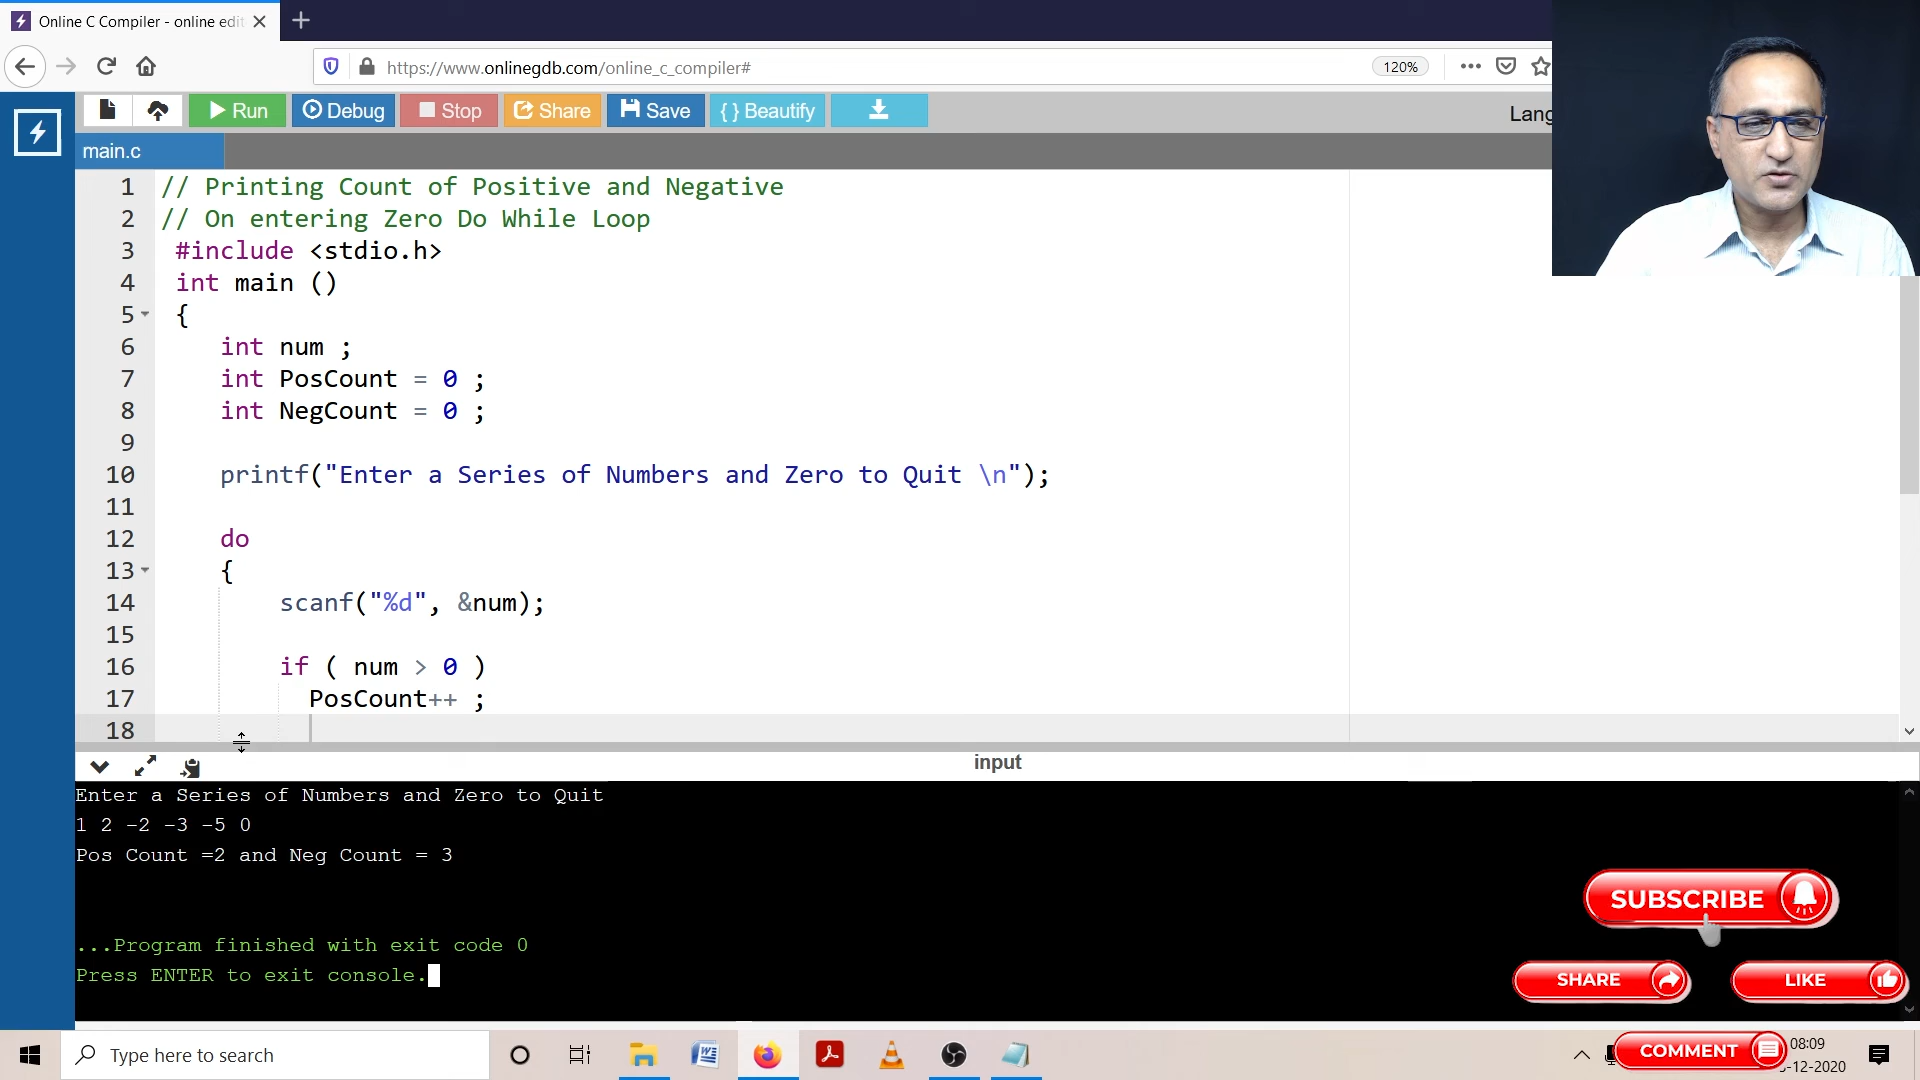 Online C Compiler - online edit
https://www.onlinegdb.com/online_c_compiler#
120%
Run
Debug
Stop
Share
Save
{ } Beautify
Lang
main.c
1 // Printing Count of Positive and Negative
2 // On entering Zero Do While Loop
3 #include <stdio.h>
4 int main ()
5 {
6 int num ;
7 int PosCount = 0 ;
8 int NegCount = 0 ;
9
10 printf("Enter a Series of Numbers and Zero to Quit \n");
11
12 do
13 {
14 scanf("%d", &num);
15
16 if ( num > 0 )
17 PosCount++ ;
18
input
Enter a Series of Numbers and Zero to Quit
1 2 -2 -3 -5 0
Pos Count =2 and Neg Count = 3
...Program finished with exit code 0
Press ENTER to exit console.
SUBSCRIBE
SHARE
LIKE
Type here to search
COMMENT
08:09
-12-2020